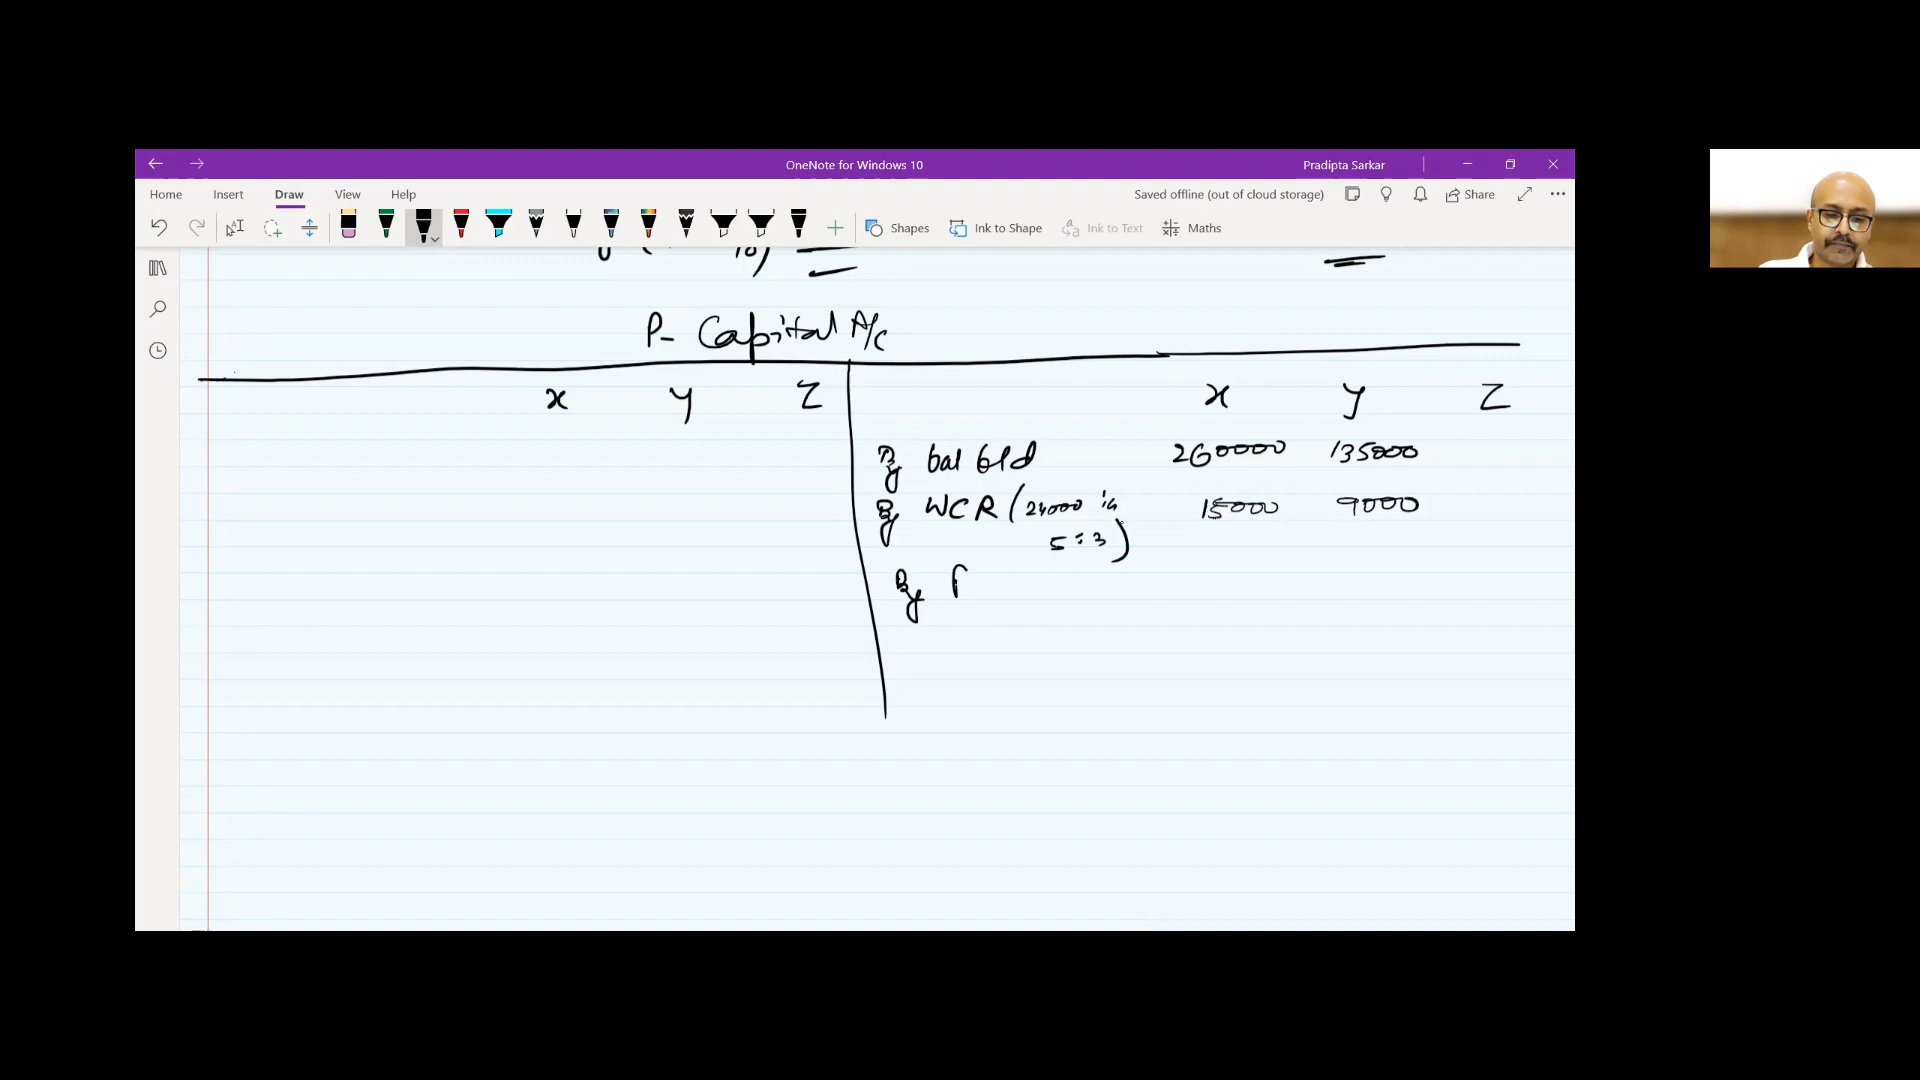 OneNote for Windows 10
Pradipta Sarkar
Home Insert Draw View Help
Saved offline (out of cloud storage)
Share
Shapes Ink to Shape Ink to Text Maths
P- Capital A/c
x y Z x y Z
By bal b/d 260000 135000
By WCR (24000 in 15000 9000
5:3)
By